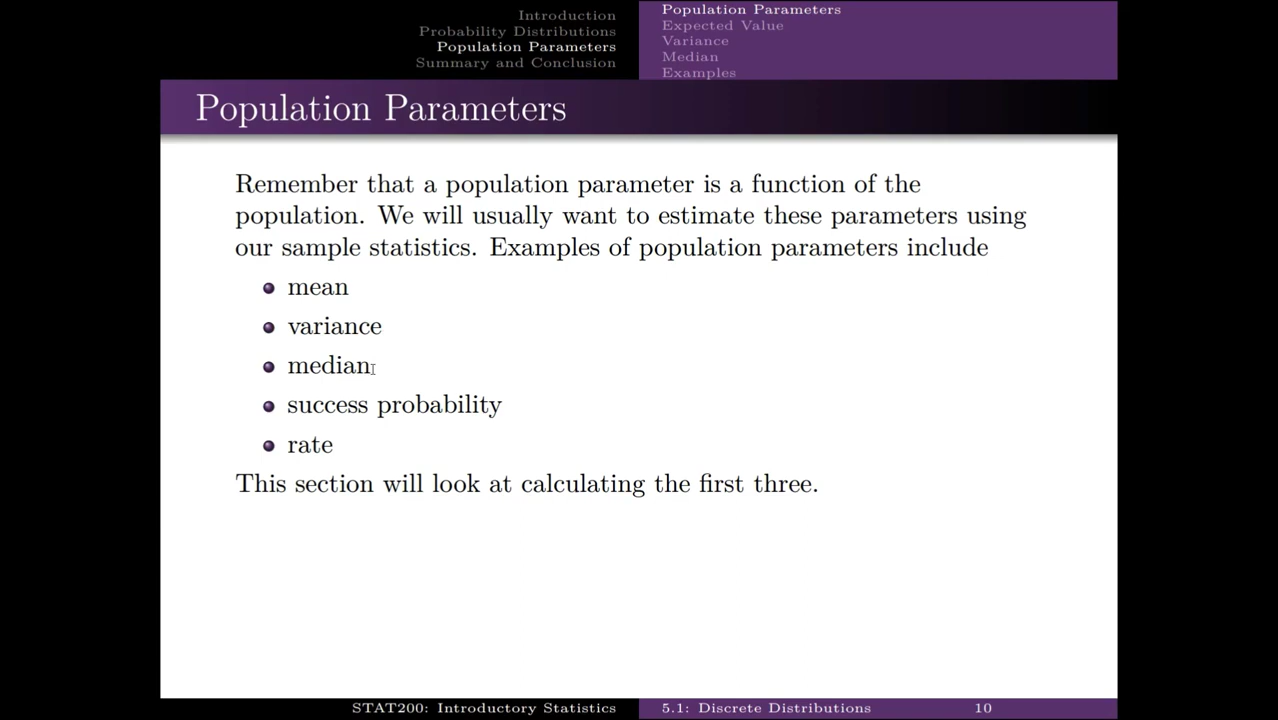 Introduction
Probability Distributions
Population Parameters
Summary and Conclusion
Population Parameters
Expected Value
Variance
Median
Examples
Population Parameters
Remember that a population parameter is a function of the
population. We will usually want to estimate these parameters using
our sample statistics. Examples of population parameters include
mean
variance
median
success probability
rate
This section will look at calculating the first three.
STAT200: Introductory Statistics
5.1: Discrete Distributions
10